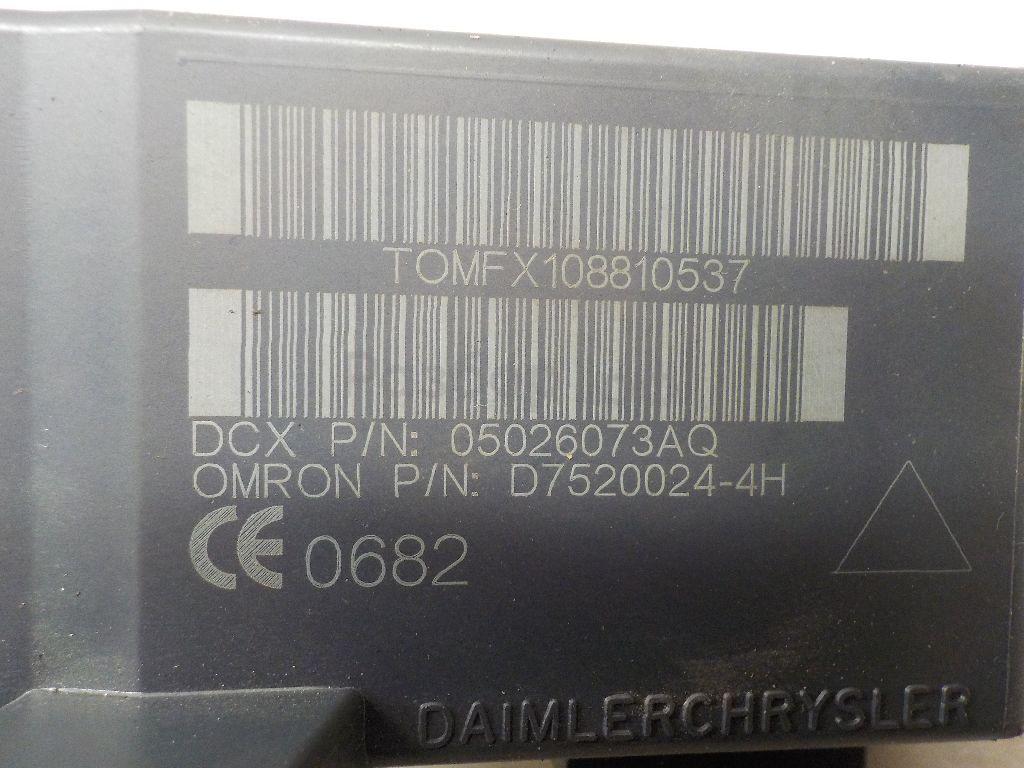 TOMFX108810537
DCX P/N: 05026073AQ
OMRON P/N: D7520024-4H
CE 0682
DAIMLERCHRYSLER